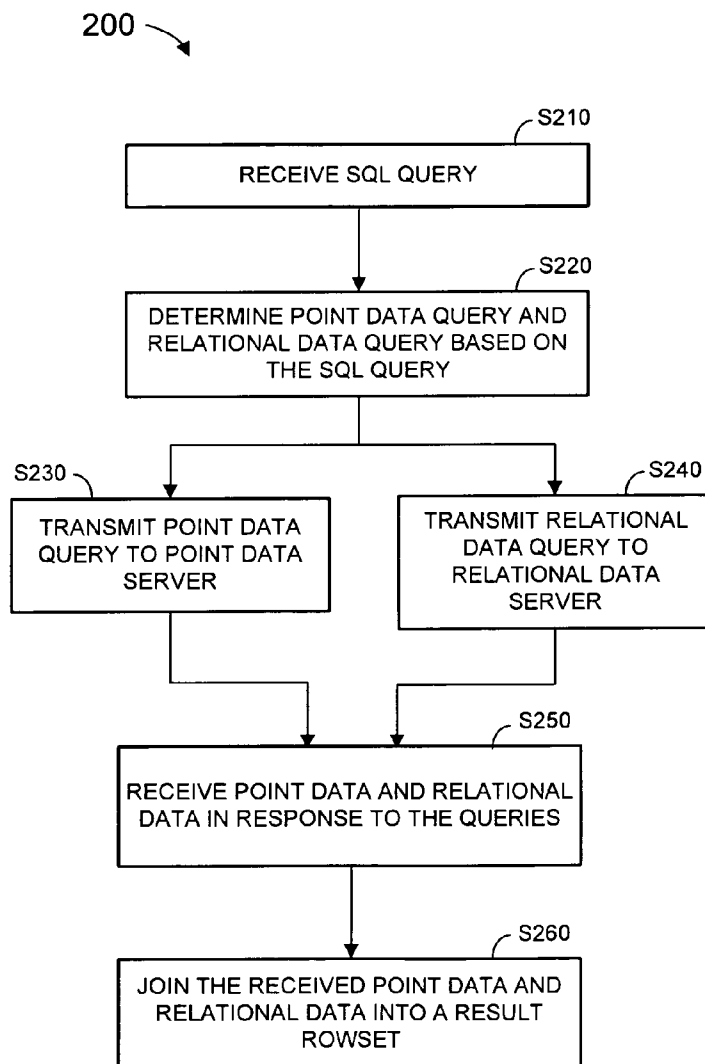 200
S210
RECEIVE SQL QUERY
S220
DETERMINE POINT DATA QUERY AND
RELATIONAL DATA QUERY BASED ON
THE SQL QUERY
S230
TRANSMIT POINT DATA
QUERY TO POINT DATA
SERVER
S240
TRANSMIT RELATIONAL
DATA QUERY TO
RELATIONAL DATA
SERVER
S250
RECEIVE POINT DATA AND RELATIONAL
DATA IN RESPONSE TO THE QUERIES
S260
JOIN THE RECEIVED POINT DATA AND
RELATIONAL DATA INTO A RESULT
ROWSET